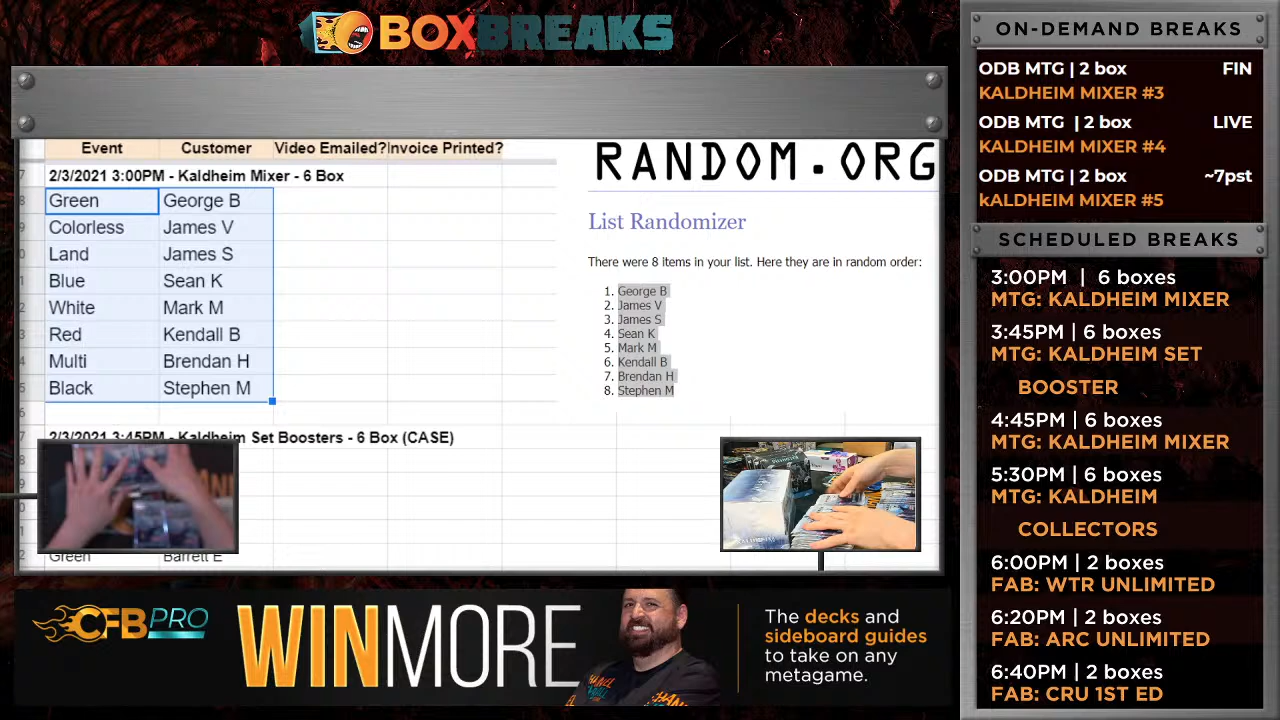 BOXBREAKS
Event Customer Video Emailed? Invoice Printed?
2/3/2021 3:00PM - Kaldheim Mixer - 6 Box
Green George B
Colorless James V
Land James S
Blue Sean K
White Mark M
Red Kendall B
Multi Brendan H
Black Stephen M
2/3/2021 3:45PM - Kaldheim Set Boosters - 6 Box (CASE)
Green Barrett E
RANDOM.ORG
List Randomizer
There were 8 items in your list. Here they are in random order:
1. George B
2. James V
3. James S
4. Sean K
5. Mark M
6. Kendall B
7. Brendan H
8. Stephen M
CFB PRO
WINMORE
The decks and
sideboard guides
to take on any
metagame.
ON-DEMAND BREAKS
ODB MTG | 2 box FIN
KALDHEIM MIXER #3
ODB MTG | 2 box LIVE
KALDHEIM MIXER #4
ODB MTG | 2 box ~7pst
kALDHEIM MIXER #5
SCHEDULED BREAKS
3:00PM | 6 boxes
MTG: KALDHEIM MIXER
3:45PM | 6 boxes
MTG: KALDHEIM SET
BOOSTER
4:45PM | 6 boxes
MTG: KALDHEIM MIXER
5:30PM | 6 boxes
MTG: KALDHEIM
COLLECTORS
6:00PM | 2 boxes
FAB: WTR UNLIMITED
6:20PM | 2 boxes
FAB: ARC UNLIMITED
6:40PM | 2 boxes
FAB: CRU 1ST ED